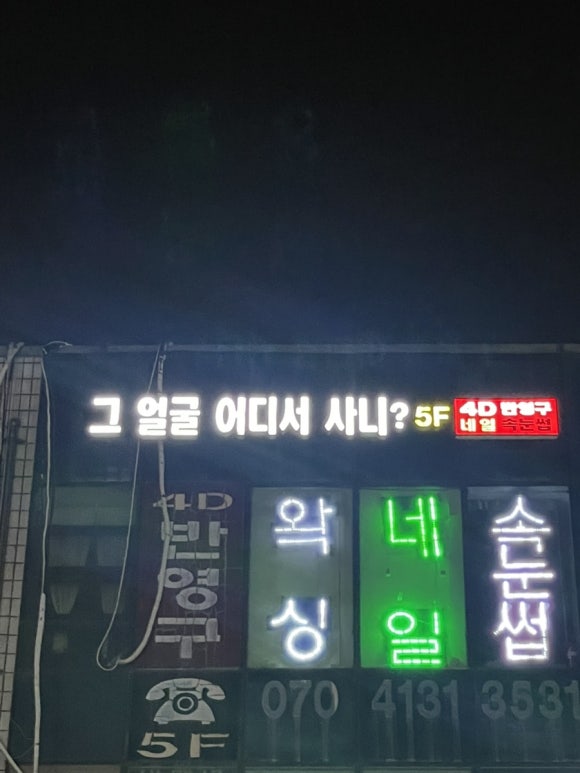 그 얼굴 어디서 사니? 5F
4D 반영구
네일 속눈썹
4D 반영구
왁싱
네일
속눈썹
070 4131 3531
5F